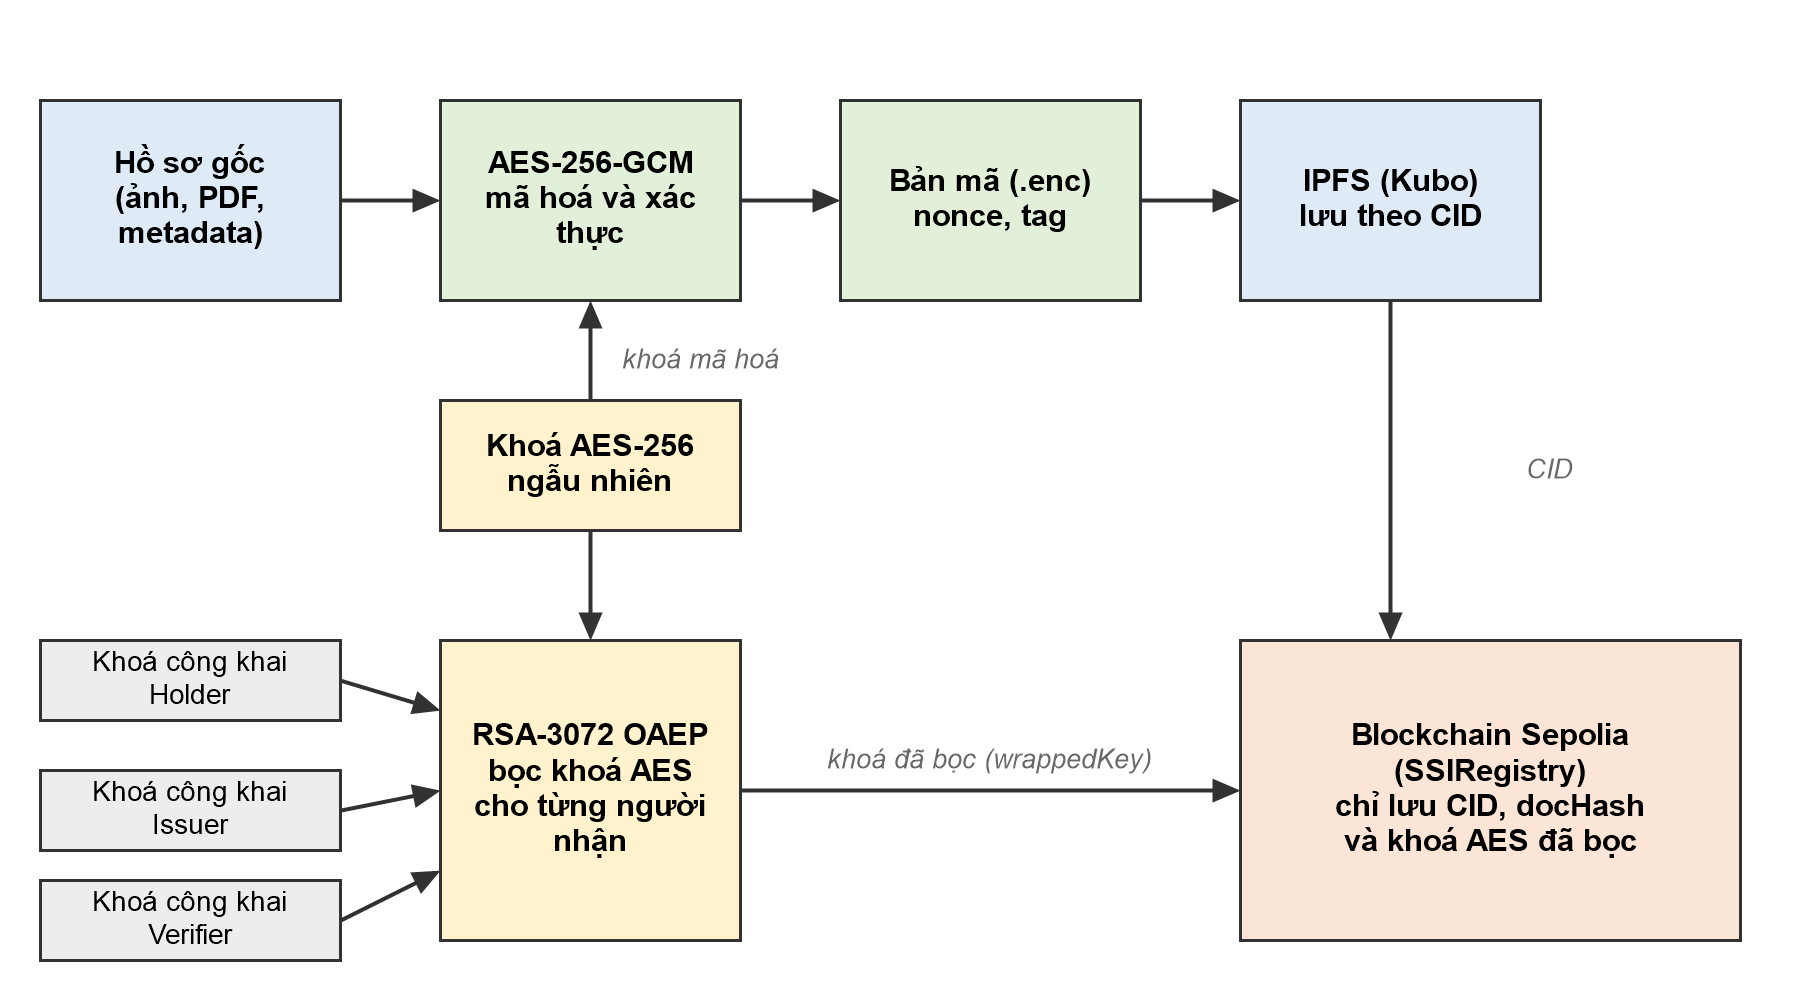 Hồ sơ gốc
(ảnh, PDF,
metadata)
AES-256-GCM
mã hoá và xác
thực
Bản mã (.enc)
nonce, tag
IPFS (Kubo)
lưu theo CID
khoá mã hoá
Khoá AES-256
ngẫu nhiên
CID
Khoá công khai
Holder
Khoá công khai
Issuer
Khoá công khai
Verifier
RSA-3072 OAEP
bọc khoá AES
cho từng người
nhận
khoá đã bọc (wrappedKey)
Blockchain Sepolia
(SSIRegistry)
chỉ lưu CID, docHash
và khoá AES đã bọc